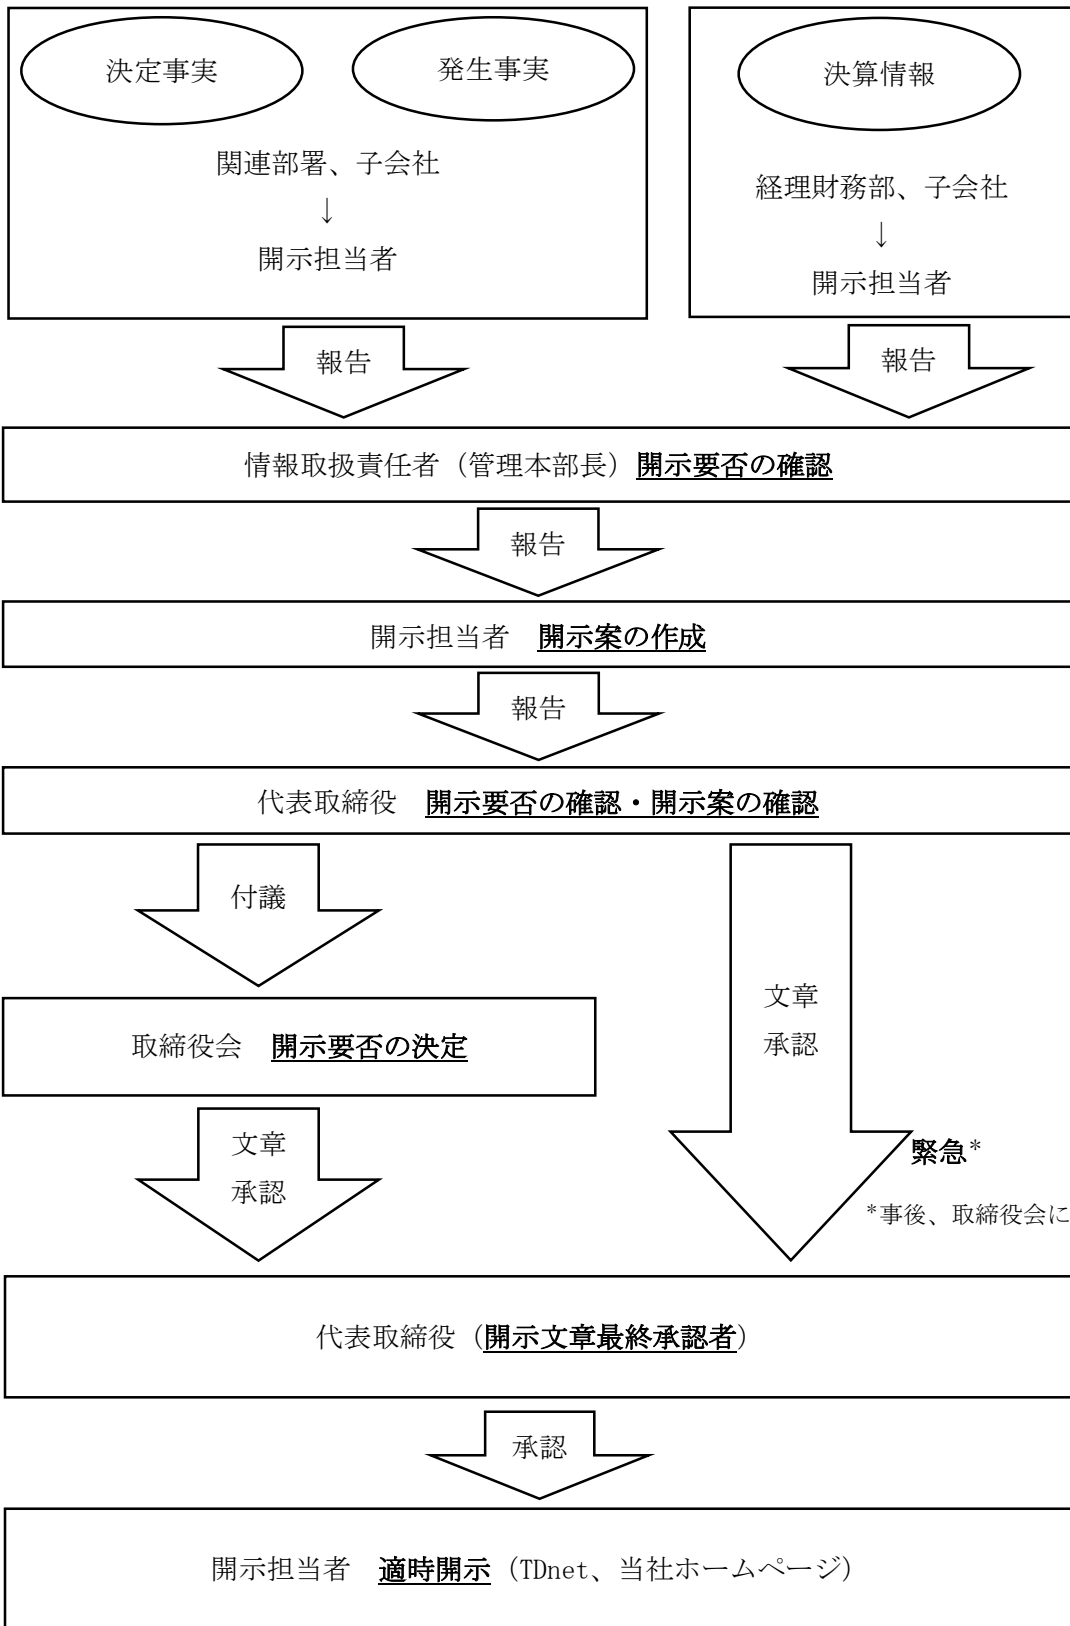 決定事実
発生事実
関連部署、子会社
↓
開示担当者
決算情報
経理財務部、子会社
↓
開示担当者
報告
報告
情報取扱責任者（管理本部長）開示要否の確認
報告
開示担当者　開示案の作成
報告
代表取締役　開示要否の確認・開示案の確認
付議
取締役会　開示要否の決定
文章
承認
文章
承認
緊急*
*事後、取締役会に
代表取締役（開示文章最終承認者）
承認
開示担当者　適時開示（TDnet、当社ホームページ）